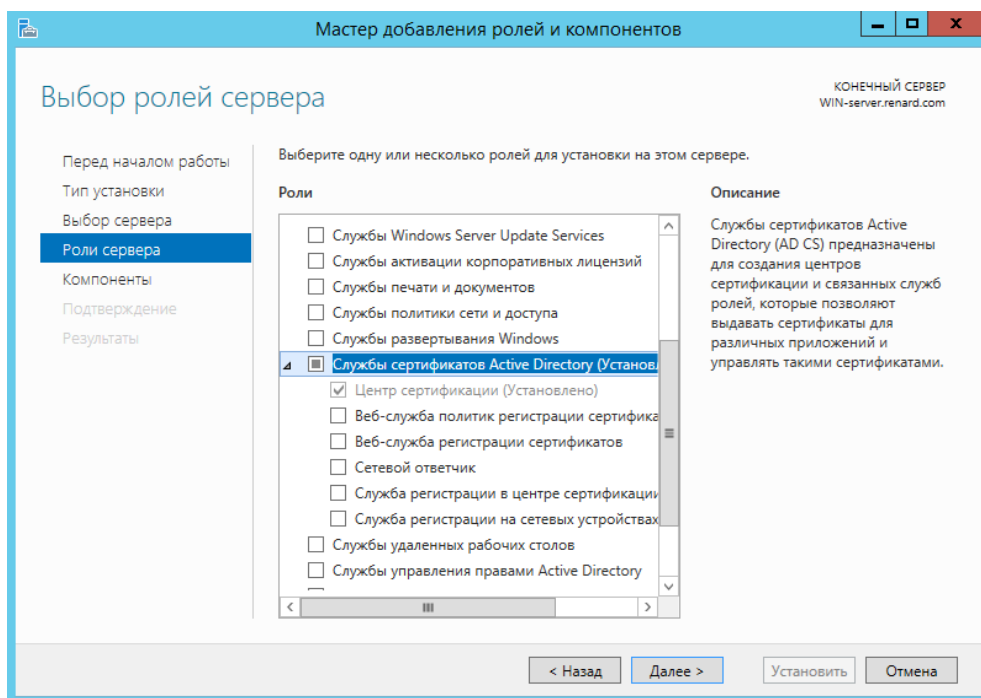 Мастер добавления ролей и компонентов
Выбор ролей сервера
КОНЕЧНЫЙ СЕРВЕР
WIN-server.renard.com
Перед началом работы
Тип установки
Выбор сервера
Роли сервера
Компоненты
Подтверждение
Результаты
Выберите одну или несколько ролей для установки на этом сервере.
Роли
Службы Windows Server Update Services
Службы активации корпоративных лицензий
Службы печати и документов
Службы политики сети и доступа
Службы развертывания Windows
Службы сертификатов Active Directory (Установл
Центр сертификации (Установлено)
Веб-служба политик регистрации сертифика
Веб-служба регистрации сертификатов
Сетевой ответчик
Служба регистрации в центре сертификации
Служба регистрации на сетевых устройствах
Службы удаленных рабочих столов
Службы управления правами Active Directory
Описание
Службы сертификатов Active
Directory (AD CS) предназначены
для создания центров
сертификации и связанных служб
ролей, которые позволяют
выдавать сертификаты для
различных приложений и
управлять такими сертификатами.
< Назад
Далее >
Установить
Отмена